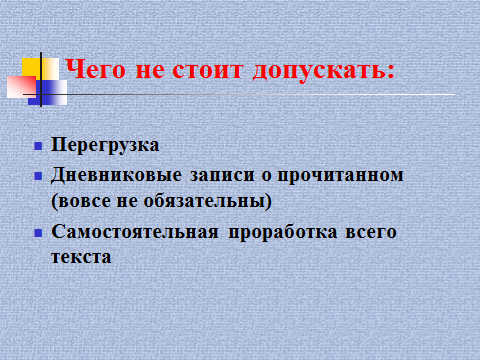 Чего не стоит допускать:
Перегрузка
Дневниковые записи о прочитанном
(вовсе не обязательны)
Самостоятельная проработка всего
текста